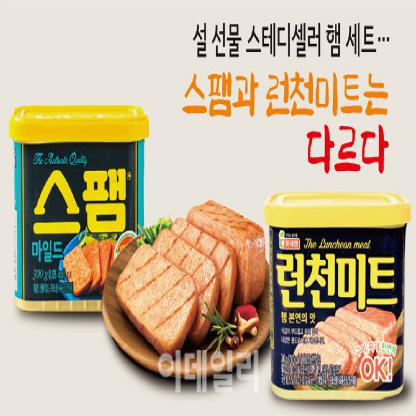 설 선물 스테디셀러 햄 세트…
스팸과 런천미트는
다르다
The Authentic Quality
스팸®
마일드
The Luncheon meat
런천미트
햄 본연의 맛
OK!
이데일리